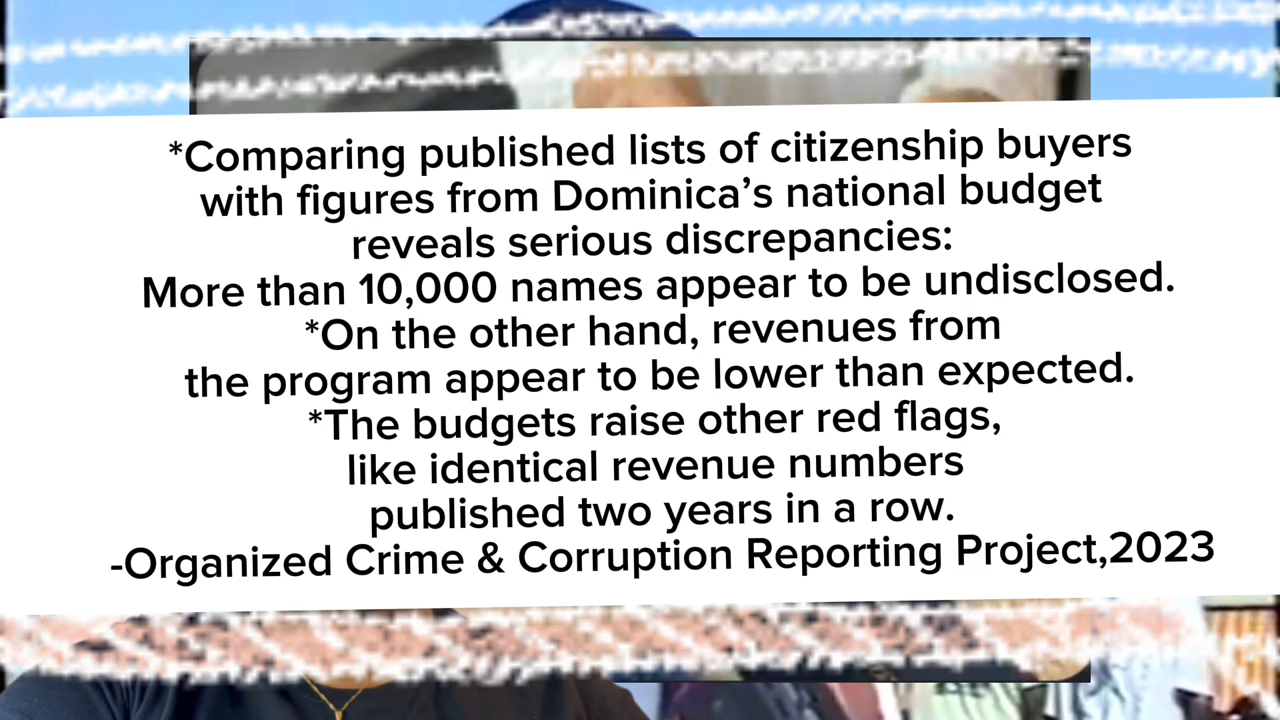 *Comparing published lists of citizenship buyers
with figures from Dominica’s national budget
reveals serious discrepancies:
More than 10,000 names appear to be undisclosed.
*On the other hand, revenues from
the program appear to be lower than expected.
*The budgets raise other red flags,
like identical revenue numbers
published two years in a row.
-Organized Crime & Corruption Reporting Project,2023